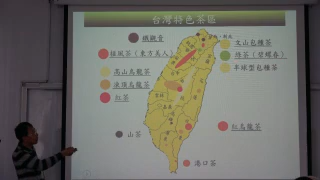 台灣特色茶區
鐵觀音
椪風茶（東方美人）
高山烏龍茶
凍頂烏龍茶
紅茶
山茶
文山包種茶
綠茶（碧螺春）
半球型包種茶
紅烏龍茶
港口茶